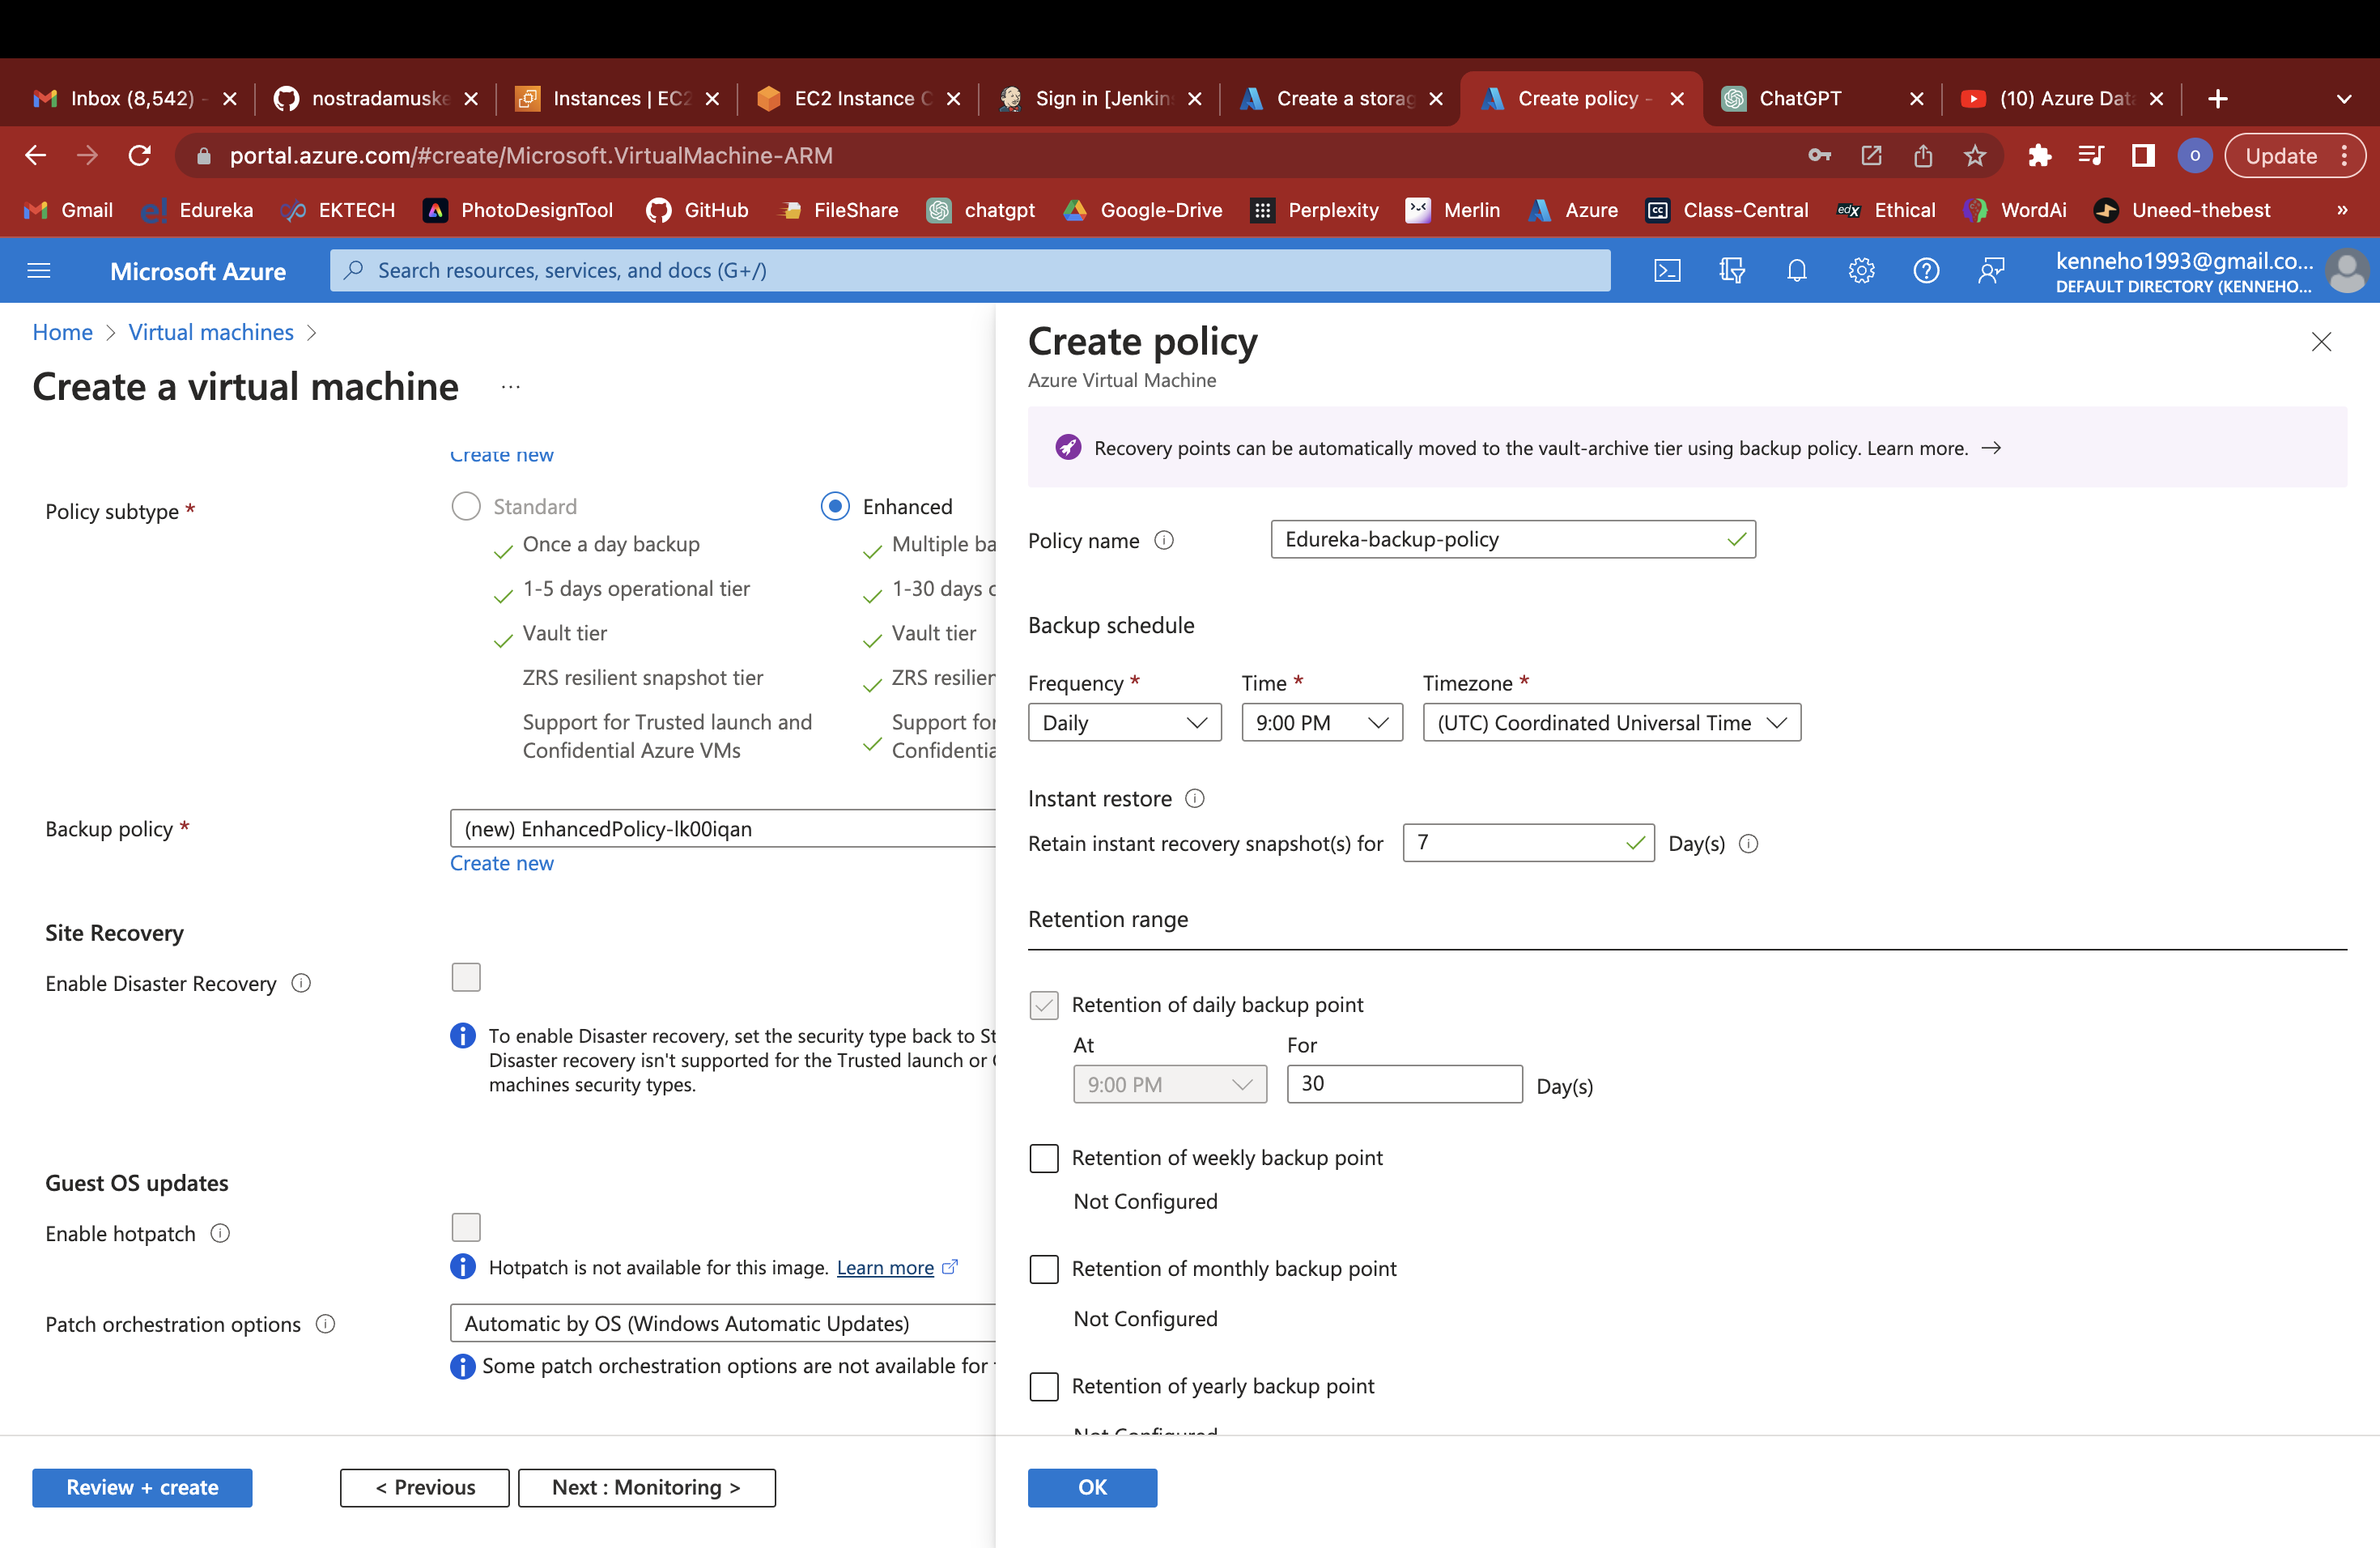 Inbox (8,542) -
nostradamuske
Instances | EC2
EC2 Instance C
Sign in [Jenkins
Create a storag
Create policy -
ChatGPT
(10) Azure Data
portal.azure.com/#create/Microsoft.VirtualMachine-ARM
O
Update
Gmail
Edureka
EKTECH
PhotoDesignTool
GitHub
FileShare
chatgpt
Google-Drive
Perplexity
Merlin
Azure
Class-Central
edX
Ethical
WordAi
Uneed-thebest
»
Microsoft Azure
Search resources, services, and docs (G+/)
kenneho1993@gmail.co...
DEFAULT DIRECTORY (KENNEHO...
Home > Virtual machines >
Create a virtual machine ...
Create new
Policy subtype *
Standard
Once a day backup
1-5 days operational tier
Vault tier
ZRS resilient snapshot tier
Support for Trusted launch and
Confidential Azure VMs
Enhanced
Multiple ba
1-30 days o
Vault tier
ZRS resilien
Support for
Confidentia
Backup policy *
(new) EnhancedPolicy-lk00iqan
Create new
Site Recovery
Enable Disaster Recovery
To enable Disaster recovery, set the security type back to St
Disaster recovery isn't supported for the Trusted launch or C
machines security types.
Guest OS updates
Enable hotpatch
Hotpatch is not available for this image. Learn more
Patch orchestration options
Automatic by OS (Windows Automatic Updates)
Some patch orchestration options are not available for
Review + create
< Previous
Next : Monitoring >
Create policy
Azure Virtual Machine
Recovery points can be automatically moved to the vault-archive tier using backup policy. Learn more. →
Policy name
Edureka-backup-policy
Backup schedule
Frequency *
Time *
Timezone *
Daily
9:00 PM
(UTC) Coordinated Universal Time
Instant restore
Retain instant recovery snapshot(s) for
7
Day(s)
Retention range
Retention of daily backup point
At
For
9:00 PM
30
Day(s)
Retention of weekly backup point
Not Configured
Retention of monthly backup point
Not Configured
Retention of yearly backup point
Not Configured
OK